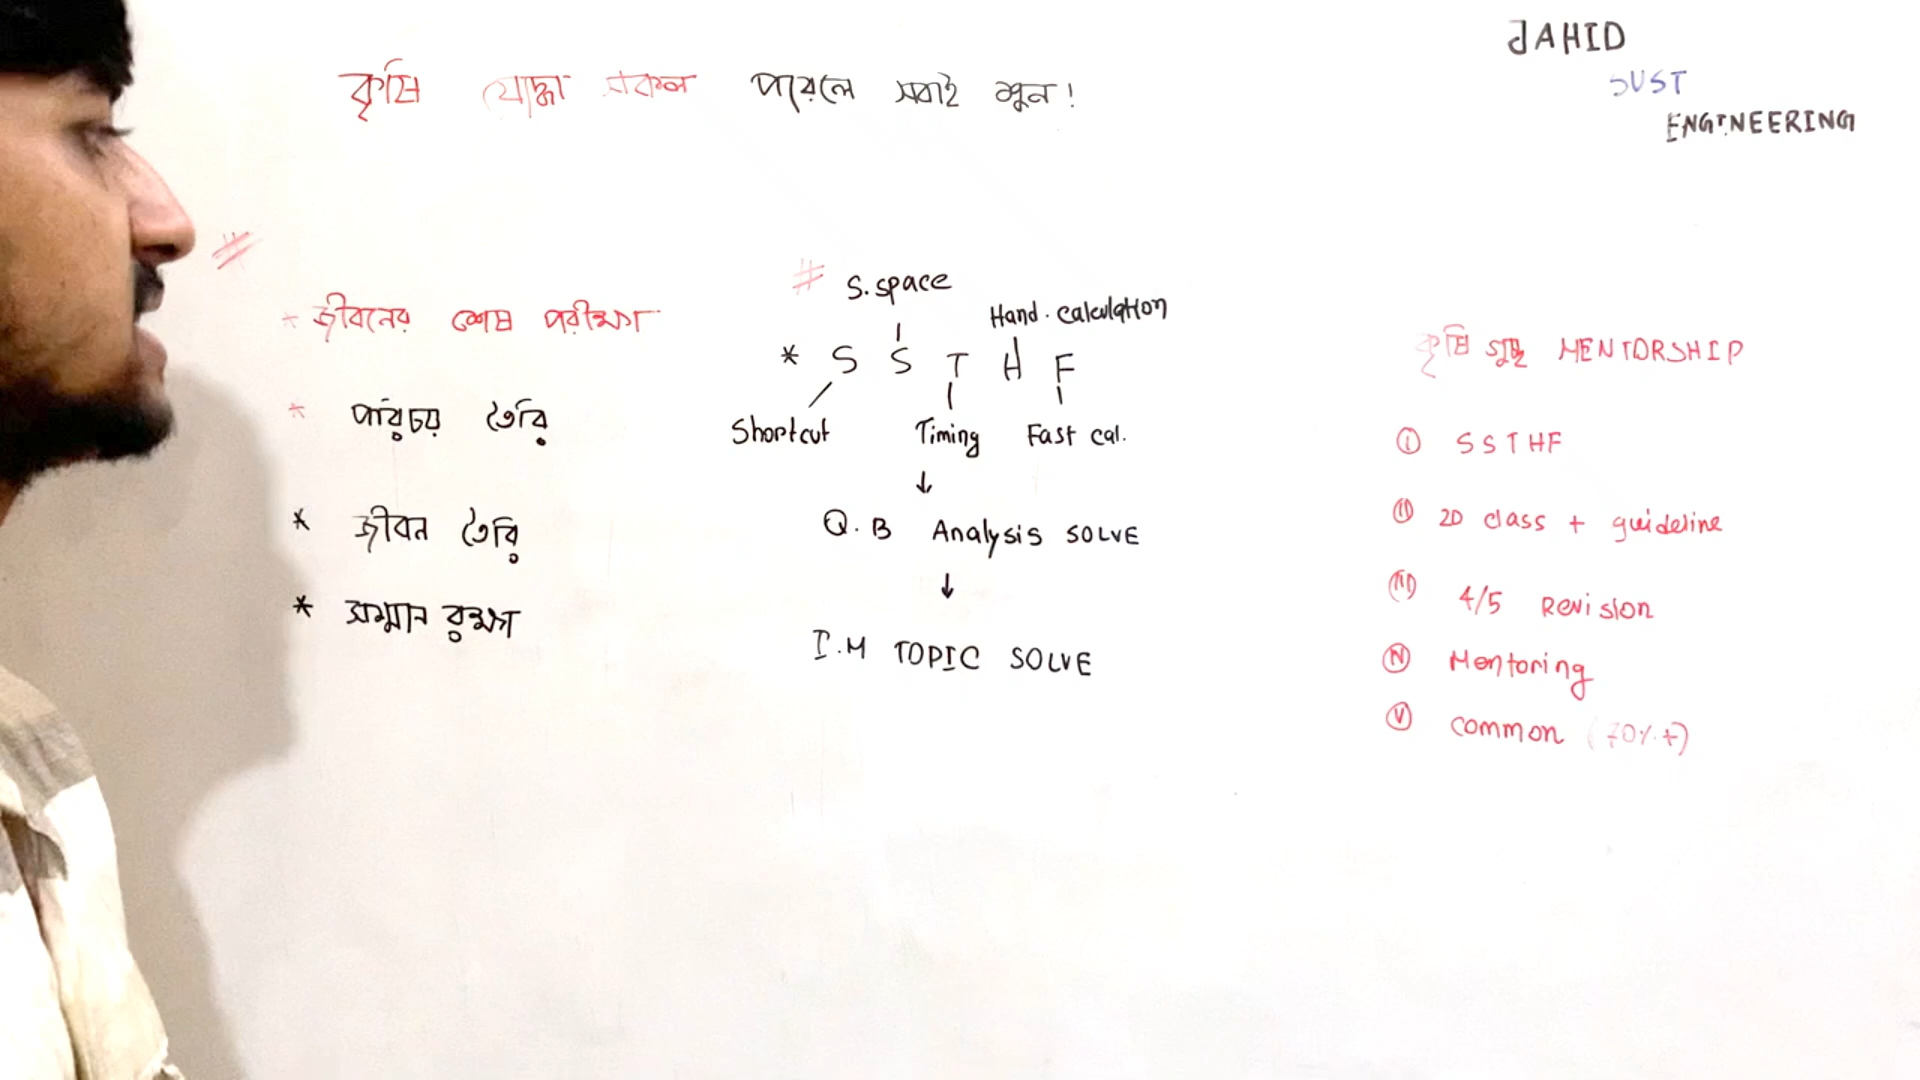 কৃষি যোদ্ধা সকল পারলে সবাই শুন!
JAHID
SUST
ENGINEERING
#
* জীবনের শেষ পরীক্ষা
* পরিচয় তৈরি
* জীবন তৈরি
* সম্মান রক্ষা
# S.space
Hand. calculation
* S S T H F
Shortcut Timing Fast cal.
↓
Q.B Analysis SOLVE
↓
I.M TOPIC SOLVE
কৃষি গুচ্ছ MENTORSHIP
(i) SSTHF
(ii) 20 class + guideline
(iii) 4/5 Revision
(iv) Mentoring
(v) common (70%+)